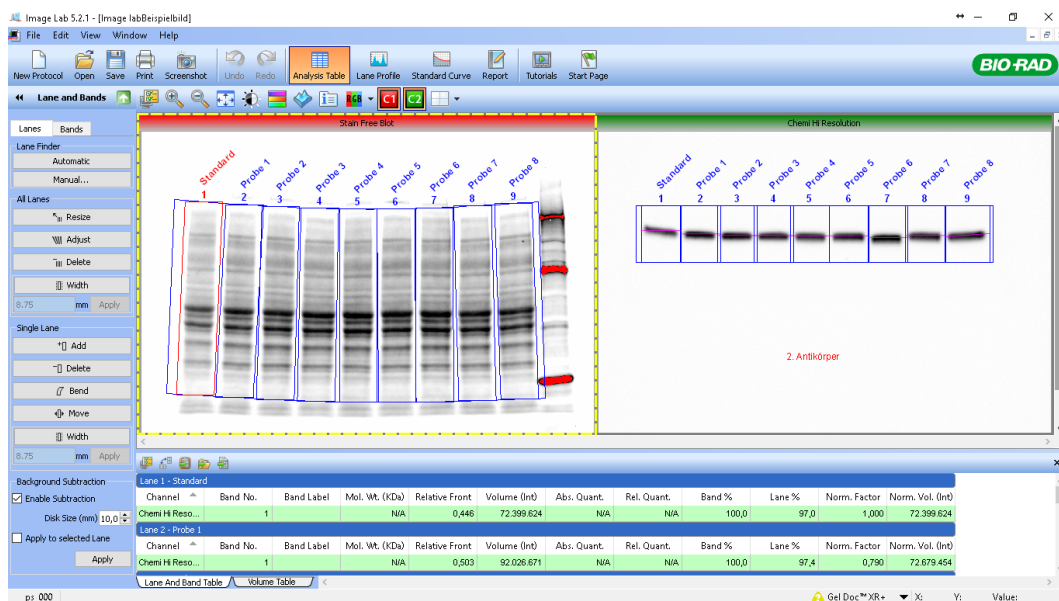 Image Lab 5.2.1 - [Image labBeispielbild]
File Edit View Window Help
New Protocol Open Save Print Screenshot Undo Redo Analysis Table Lane Profile Standard Curve Report Tutorials Start Page
BIO-RAD
Lane and Bands RGB C1 C2
Lanes Bands
Lane Finder
Automatic
Manual...
All Lanes
Resize
Adjust
Delete
Width
8.75 mm Apply
Single Lane
Add
Delete
Bend
Move
Width
8.75 mm Apply
Background Subtraction
Enable Subtraction
Disk Size (mm) 10,0
Apply to selected Lane
Apply
Stain Free Blot
Standard Probe 1 Probe 2 Probe 3 Probe 4 Probe 5 Probe 6 Probe 7 Probe 8
1 2 3 4 5 6 7 8 9
Chemi Hi Resolution
Standard Probe 1 Probe 2 Probe 3 Probe 4 Probe 5 Probe 6 Probe 7 Probe 8
1 2 3 4 5 6 7 8 9
2. Antikörper
Lane 1 - Standard
Channel Band No. Band Label Mol. Wt. (KDa) Relative Front Volume (Int) Abs. Quant. Rel. Quant. Band % Lane % Norm. Factor Norm. Vol. (Int)
Chemi Hi Reso... 1 N/A 0,446 72.399.624 N/A N/A 100,0 97,0 1,000 72.399.624
Lane 2 - Probe 1
Channel Band No. Band Label Mol. Wt. (KDa) Relative Front Volume (Int) Abs. Quant. Rel. Quant. Band % Lane % Norm. Factor Norm. Vol. (Int)
Chemi Hi Reso... 1 N/A 0,503 92.026.671 N/A N/A 100,0 97,4 0,790 72.679.454
Lane And Band Table Volume Table
ps 000 Gel Doc™ XR+ X: Y: Value: